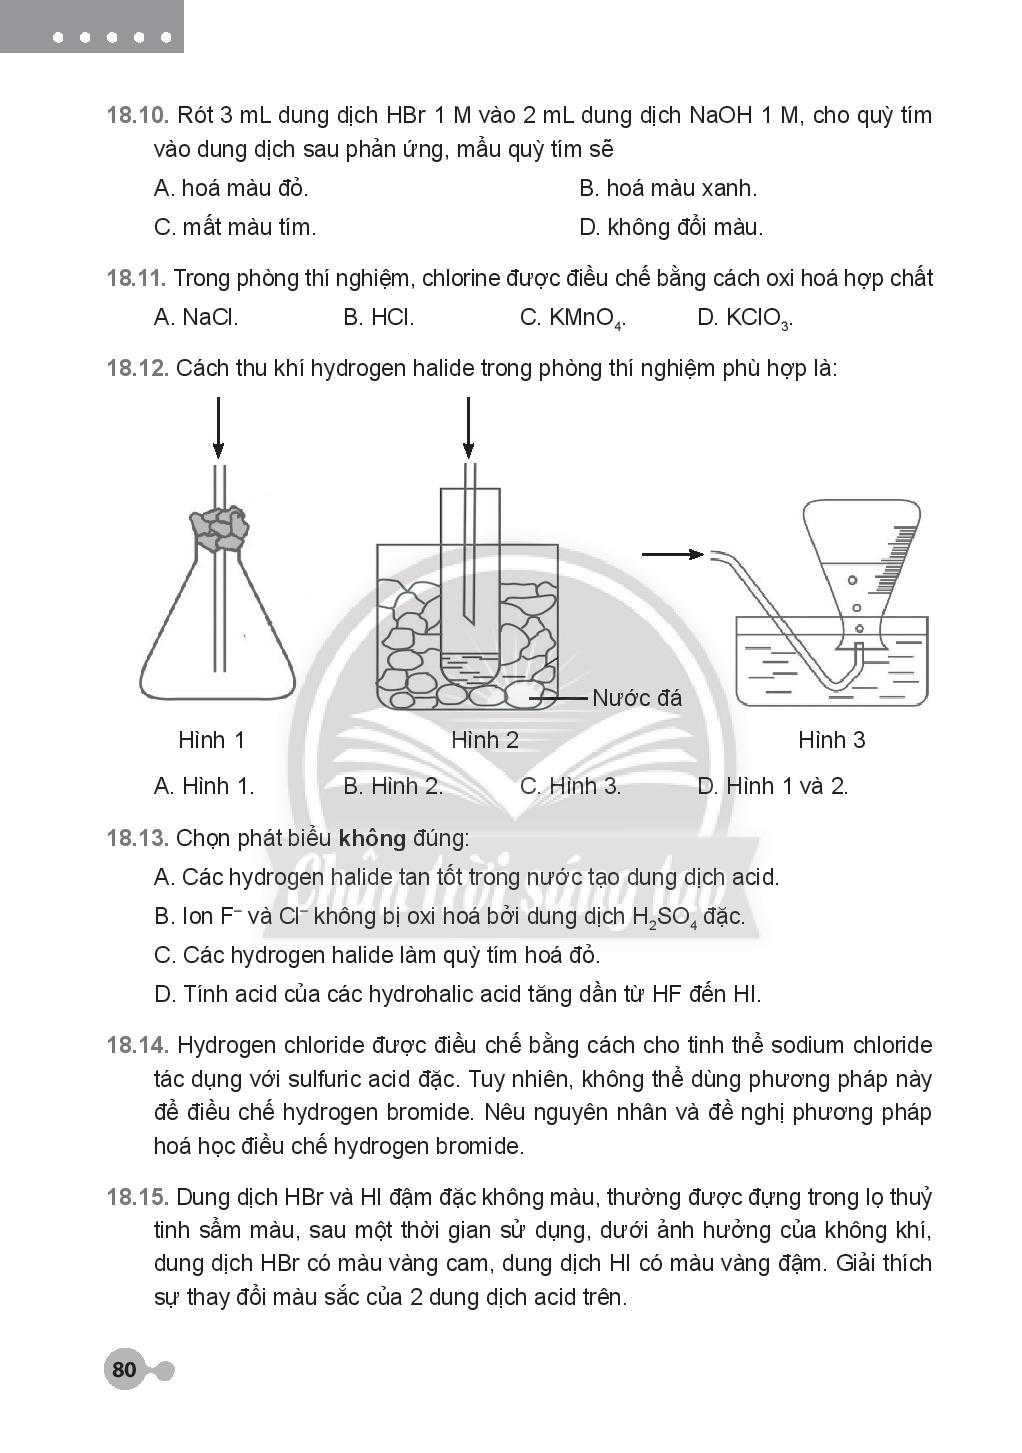 18.10. Rót 3 mL dung dịch HBr 1 M vào 2 mL dung dịch NaOH 1 M, cho quỳ tím
vào dung dịch sau phản ứng, mẩu quỳ tím sẽ
A. hoá màu đỏ. B. hoá màu xanh.
C. mất màu tím. D. không đổi màu.
18.11. Trong phòng thí nghiệm, chlorine được điều chế bằng cách oxi hoá hợp chất
A. NaCl. B. HCl. C. KMnO₄. D. KClO₃.
18.12. Cách thu khí hydrogen halide trong phòng thí nghiệm phù hợp là:
Nước đá
Hình 1 Hình 2 Hình 3
A. Hình 1. B. Hình 2. C. Hình 3. D. Hình 1 và 2.
18.13. Chọn phát biểu không đúng:
Chân trời sáng tạo
A. Các hydrogen halide tan tốt trong nước tạo dung dịch acid.
B. Ion F⁻ và Cl⁻ không bị oxi hoá bởi dung dịch H₂SO₄ đặc.
C. Các hydrogen halide làm quỳ tím hoá đỏ.
D. Tính acid của các hydrohalic acid tăng dần từ HF đến HI.
18.14. Hydrogen chloride được điều chế bằng cách cho tinh thể sodium chloride
tác dụng với sulfuric acid đặc. Tuy nhiên, không thể dùng phương pháp này
để điều chế hydrogen bromide. Nêu nguyên nhân và đề nghị phương pháp
hoá học điều chế hydrogen bromide.
18.15. Dung dịch HBr và HI đậm đặc không màu, thường được đựng trong lọ thuỷ
tinh sẩm màu, sau một thời gian sử dụng, dưới ảnh hưởng của không khí,
dung dịch HBr có màu vàng cam, dung dịch HI có màu vàng đậm. Giải thích
sự thay đổi màu sắc của 2 dung dịch acid trên.
80